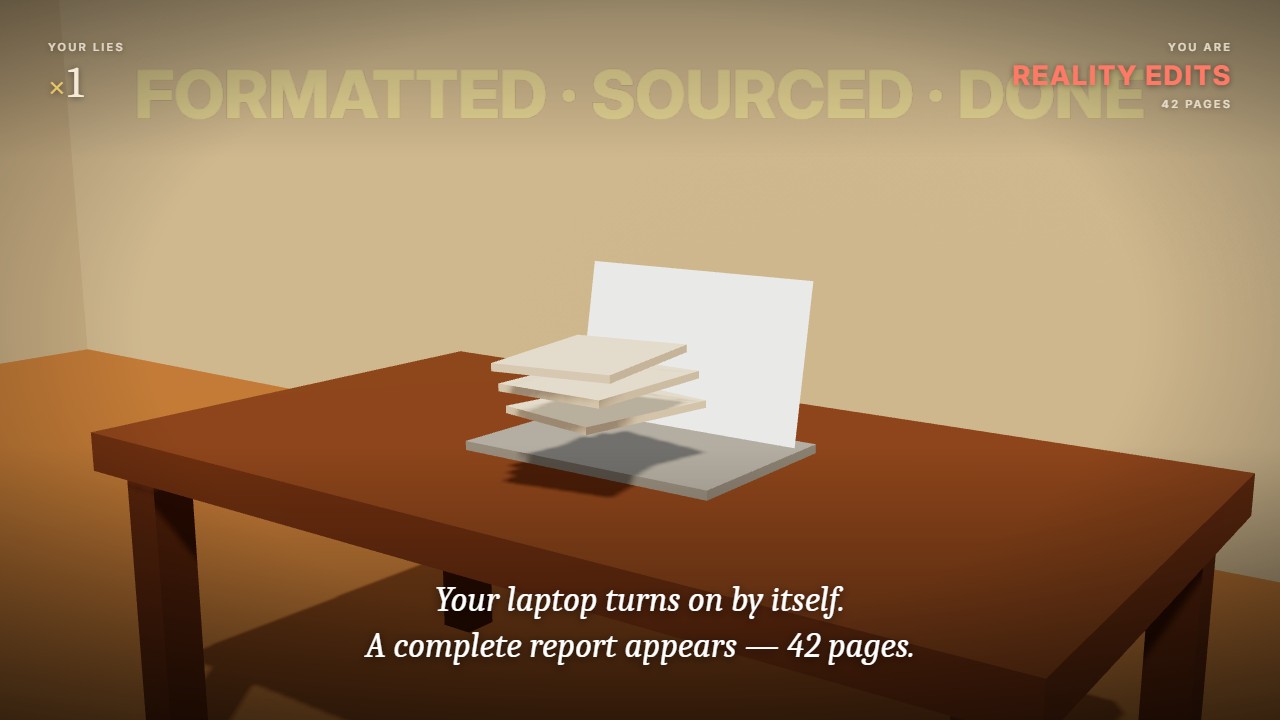 YOUR LIES
×1
FORMATTED • SOURCED • DONE
YOU ARE
REALITY EDITS
42 PAGES
Your laptop turns on by itself.
A complete report appears — 42 pages.